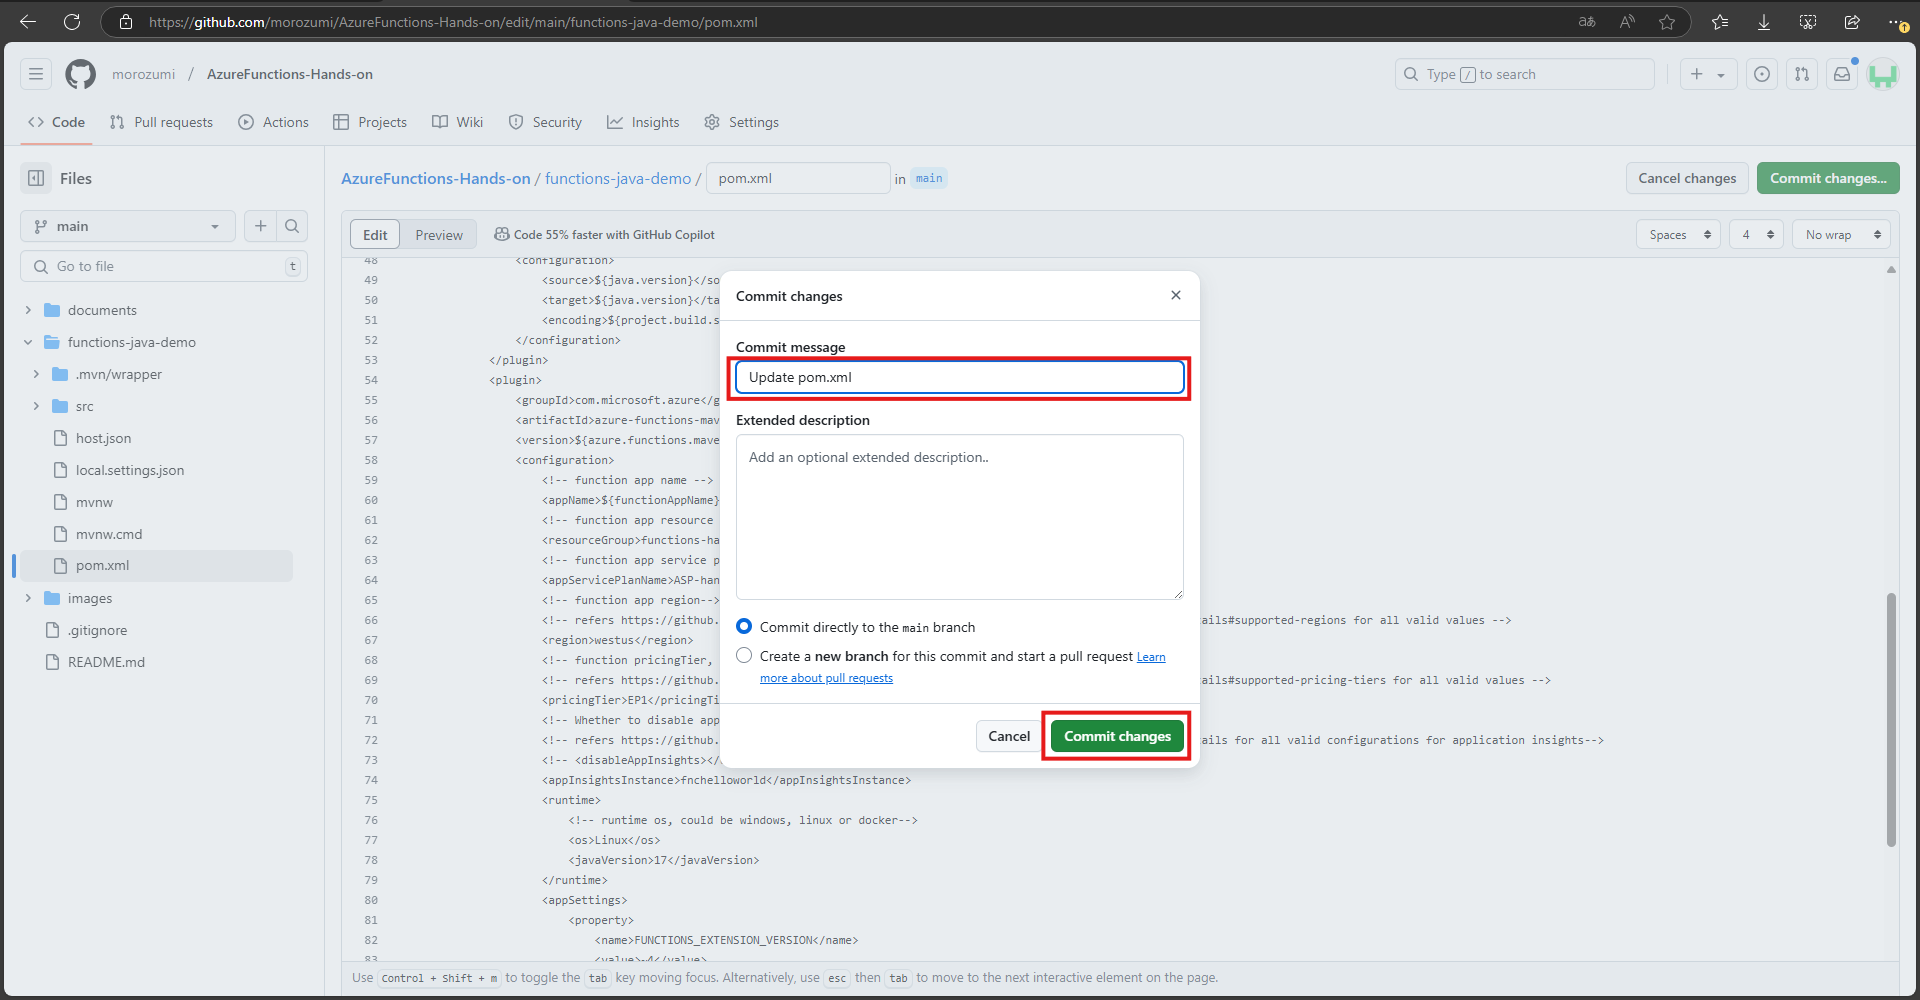 https://github.com/morozumi/AzureFunctions-Hands-on/edit/main/functions-java-demo/pom.xml
morozumi / AzureFunctions-Hands-on
Type / to search
Code Pull requests Actions Projects Wiki Security Insights Settings
Files
main
Go to file t
documents
functions-java-demo
.mvn/wrapper
src
host.json
local.settings.json
mvnw
mvnw.cmd
pom.xml
images
.gitignore
README.md
AzureFunctions-Hands-on / functions-java-demo / pom.xml in main
Cancel changes Commit changes...
Edit Preview Code 55% faster with GitHub Copilot
Spaces 4 No wrap
48 <configuration>
49 <source>${java.version}</so
50 <target>${java.version}</ta
51 <encoding>${project.build.s
52 </configuration>
53 </plugin>
54 <plugin>
55 <groupId>com.microsoft.azure</g
56 <artifactId>azure-functions-mav
57 <version>${azure.functions.mave
58 <configuration>
59 <!-- function app name -->
60 <appName>${functionAppName}
61 <!-- function app resource
62 <resourceGroup>functions-ha
63 <!-- function app service p
64 <appServicePlanName>ASP-han
65 <!-- function app region-->
66 <!-- refers https://github. ails#supported-regions for all valid values -->
67 <region>westus</region>
68 <!-- function pricingTier,
69 <!-- refers https://github. ails#supported-pricing-tiers for all valid values -->
70 <pricingTier>EP1</pricingTi
71 <!-- Whether to disable app
72 <!-- refers https://github. ails for all valid configurations for application insights-->
73 <!-- <disableAppInsights></
74 <appInsightsInstance>fnchelloworld</appInsightsInstance>
75 <runtime>
76 <!-- runtime os, could be windows, linux or docker-->
77 <os>Linux</os>
78 <javaVersion>17</javaVersion>
79 </runtime>
80 <appSettings>
81 <property>
82 <name>FUNCTIONS_EXTENSION_VERSION</name>
83 <value>~4</value>
Commit changes
Commit message
Update pom.xml
Extended description
Add an optional extended description..
Commit directly to the main branch
Create a new branch for this commit and start a pull request Learn
more about pull requests
Cancel Commit changes
Use Control + Shift + m to toggle the tab key moving focus. Alternatively, use esc then tab to move to the next interactive element on the page.